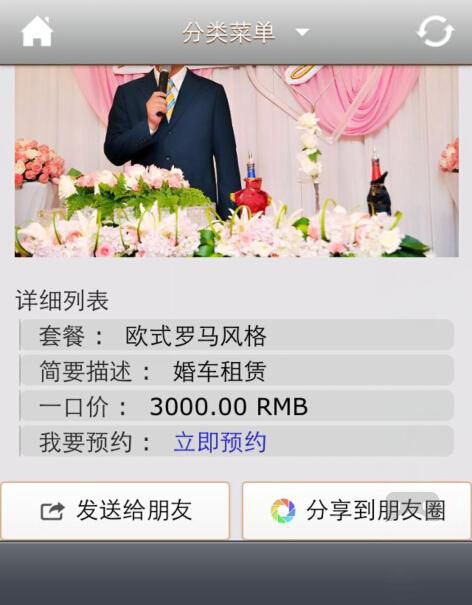 分类菜单
详细列表
套餐： 欧式罗马风格
简要描述： 婚车租赁
一口价： 3000.00 RMB
我要预约： 立即预约
发送给朋友
分享到朋友圈